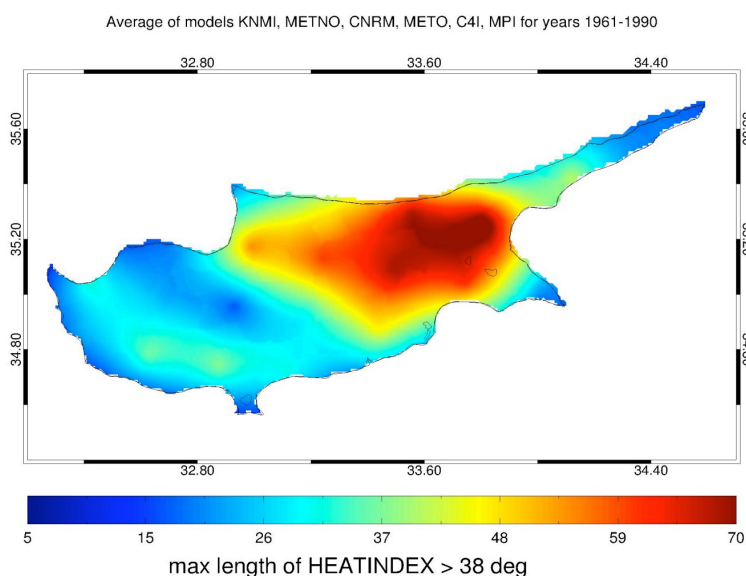 Average of models KNMI, METNO, CNRM, METO, C4I, MPI for years 1961-1990
32.80 33.60 34.40
35.60
35.20
34.80
32.80 33.60 34.40
5 15 26 37 48 59 70
max length of HEATINDEX > 38 deg